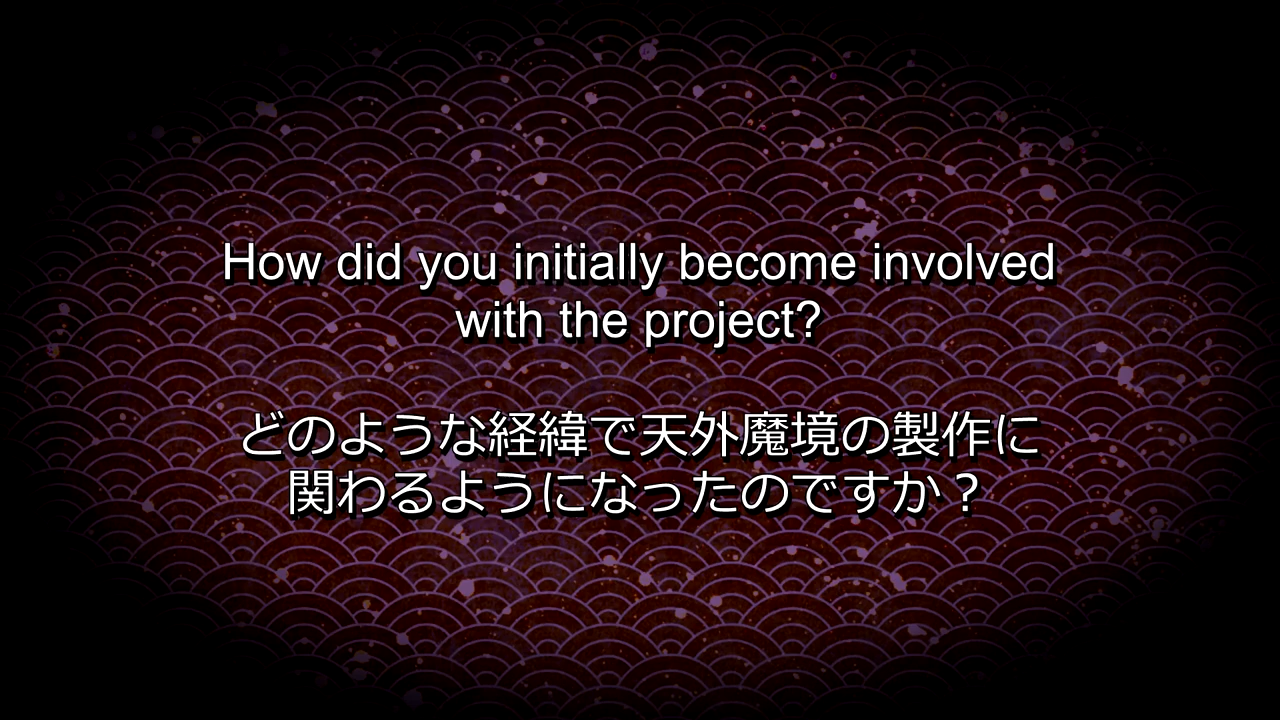 How did you initially become involved
with the project?
どのような経緯で天外魔境の製作に
関わるようになったのですか？